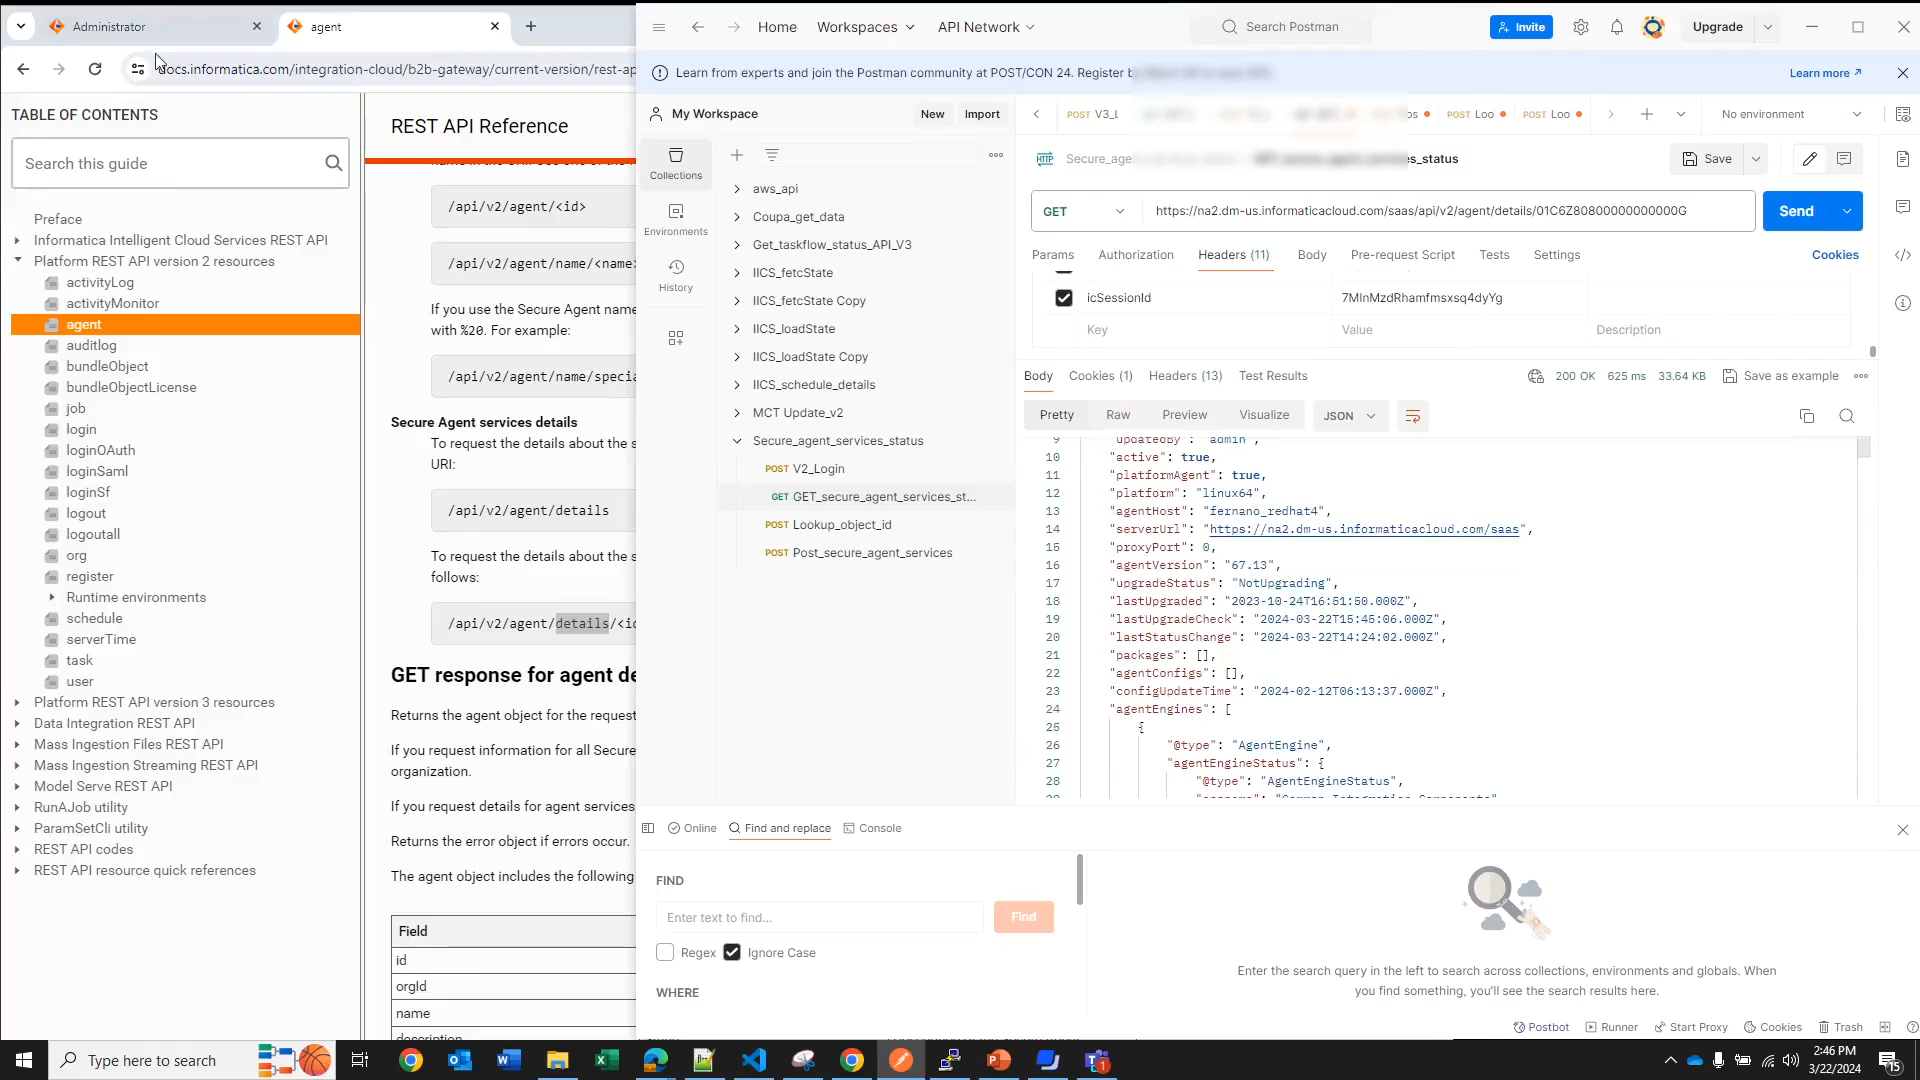 Administrator
agent
docs.informatica.com/integration-cloud/b2b-gateway/current-version/rest-ap
TABLE OF CONTENTS
Search this guide
Preface
Informatica Intelligent Cloud Services REST API
Platform REST API version 2 resources
activityLog
activityMonitor
agent
auditlog
bundleObject
bundleObjectLicense
job
login
loginOAuth
loginSaml
loginSf
logout
logoutall
org
register
Runtime environments
schedule
serverTime
task
user
Platform REST API version 3 resources
Data Integration REST API
Mass Ingestion Files REST API
Mass Ingestion Streaming REST API
Model Serve REST API
RunAJob utility
ParamSetCli utility
REST API codes
REST API resource quick references
REST API Reference
/api/v2/agent/<id>
/api/v2/agent/name/<name>
If you use the Secure Agent name
with %20. For example:
/api/v2/agent/name/specia
Secure Agent services details
To request the details about the s
URI:
/api/v2/agent/details
To request the details about the s
follows:
/api/v2/agent/details/<id
GET response for agent de
Returns the agent object for the request
If you request information for all Secure
organization.
If you request details for agent services
Returns the error object if errors occur.
The agent object includes the following
Field
id
orgId
name
description
Home
Workspaces
API Network
Search Postman
Invite
Upgrade
Learn from experts and join the Postman community at POST/CON 24. Register
Learn more
My Workspace
New
Import
POST V3_L
POST Loo
POST Loo
No environment
Collections
Environments
History
aws_api
Coupa_get_data
Get_taskflow_status_API_V3
IICS_fetcState
IICS_fetcState Copy
IICS_loadState
IICS_loadState Copy
IICS_schedule_details
MCT Update_v2
Secure_agent_services_status
POST V2_Login
GET GET_secure_agent_services_st...
POST Lookup_object_id
POST Post_secure_agent_services
HTTP
Secure_age
s_status
Save
GET
https://na2.dm-us.informaticacloud.com/saas/api/v2/agent/details/01C6Z80800000000000G
Send
Params
Authorization
Headers (11)
Body
Pre-request Script
Tests
Settings
Cookies
icSessionId
7MlnMzdRhamfmsxsq4dyYg
Key
Value
Description
Body
Cookies (1)
Headers (13)
Test Results
200 OK
625 ms
33.64 KB
Save as example
Pretty
Raw
Preview
Visualize
JSON
9 "updatedBy": "admin",
10 "active": true,
11 "platformAgent": true,
12 "platform": "linux64",
13 "agentHost": "fernano_redhat4",
14 "serverUrl": "https://na2.dm-us.informaticacloud.com/saas",
15 "proxyPort": 0,
16 "agentVersion": "67.13",
17 "upgradeStatus": "NotUpgrading",
18 "lastUpgraded": "2023-10-24T16:51:50.000Z",
19 "lastUpgradeCheck": "2024-03-22T15:45:06.000Z",
20 "lastStatusChange": "2024-03-22T14:24:02.000Z",
21 "packages": [],
22 "agentConfigs": [],
23 "configUpdateTime": "2024-02-12T06:13:37.000Z",
24 "agentEngines": [
25 {
26 "@type": "AgentEngine",
27 "agentEngineStatus": {
28 "@type": "AgentEngineStatus",
Online
Find and replace
Console
FIND
Enter text to find...
Find
Regex
Ignore Case
WHERE
Enter the search query in the left to search across collections, environments and globals. When
you find something, you'll see the search results here.
Postbot
Runner
Start Proxy
Cookies
Trash
Type here to search
2:46 PM
3/22/2024
15